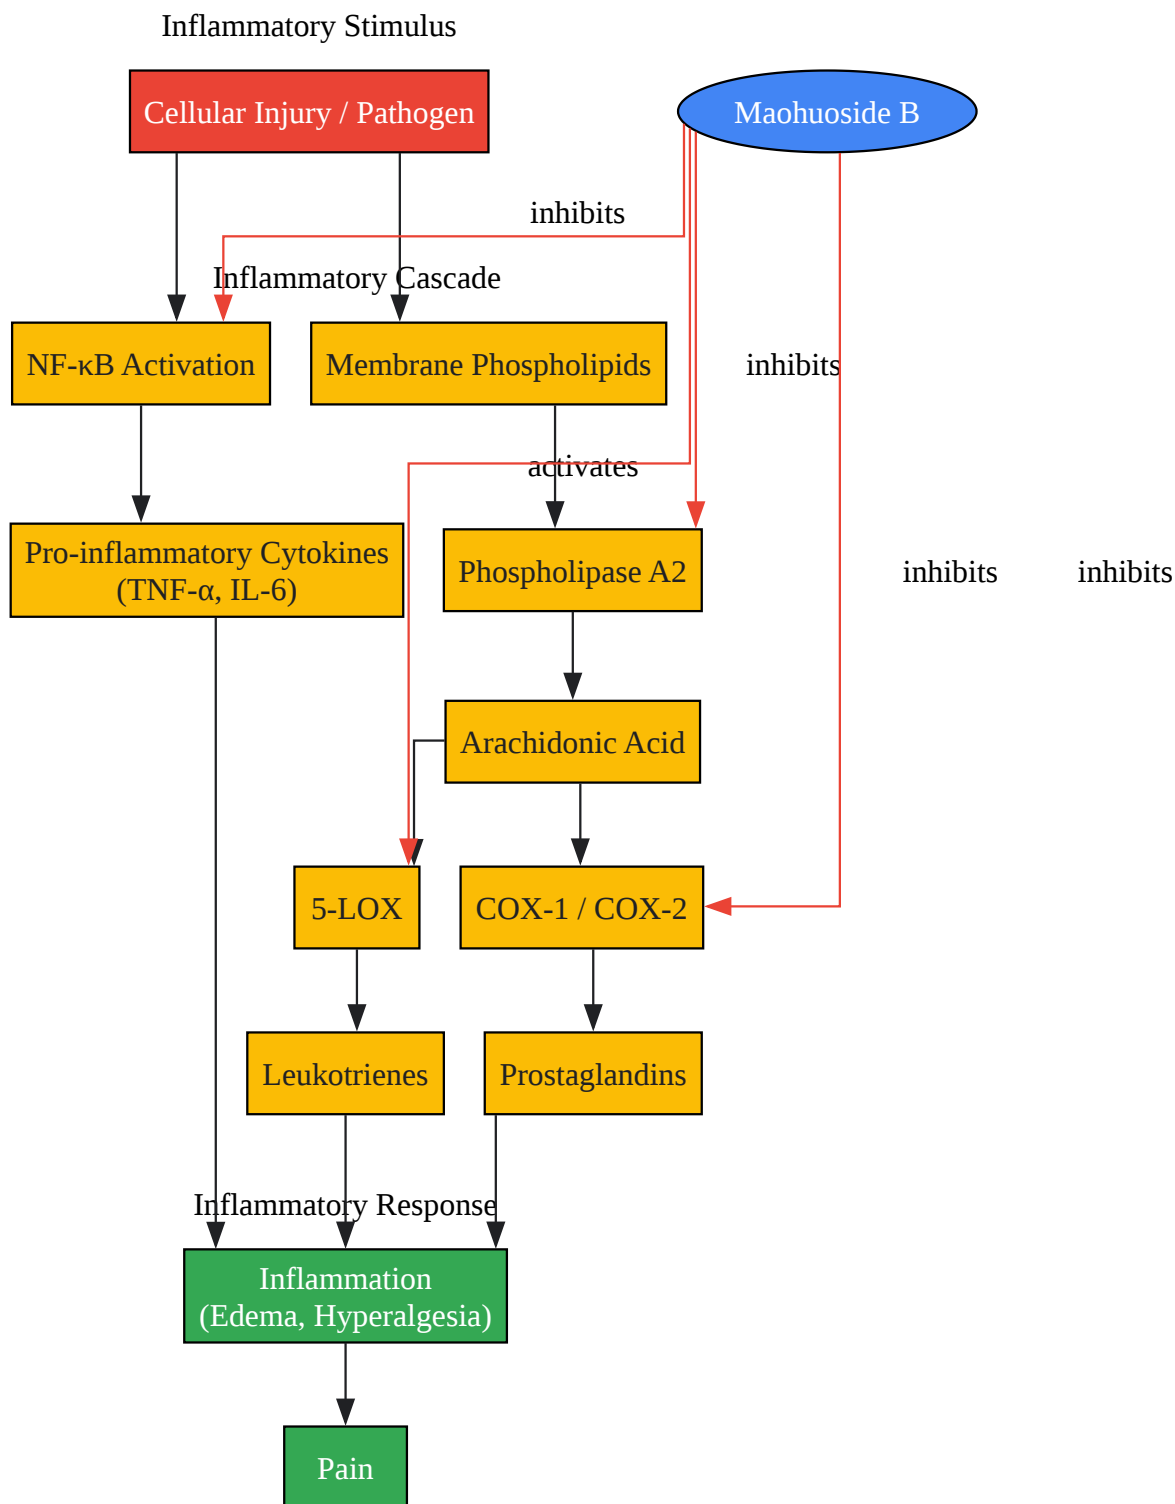 Inflammatory Stimulus
Cellular Injury / Pathogen
Maohuoside B
inhibits
Inflammatory Cascade
NF-κB Activation
Membrane Phospholipids
inhibits
activates
Pro-inflammatory Cytokines
(TNF-α, IL-6)
Phospholipase A2
inhibits
inhibits
Arachidonic Acid
5-LOX
COX-1 / COX-2
Leukotrienes
Prostaglandins
Inflammatory Response
Inflammation
(Edema, Hyperalgesia)
Pain